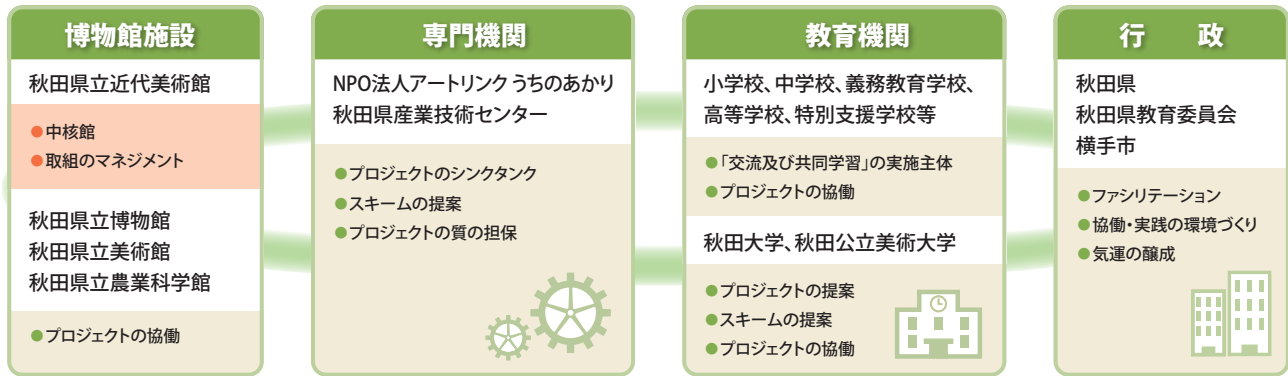 博物館施設
秋田県立近代美術館
●中核館
●取組のマネジメント
秋田県立博物館
秋田県立美術館
秋田県立農業科学館
●プロジェクトの協働
専門機関
NPO法人アートリンク うちのあかり
秋田県産業技術センター
●プロジェクトのシンクタンク
●スキームの提案
●プロジェクトの質の担保
教育機関
小学校、中学校、義務教育学校、
高等学校、特別支援学校等
●「交流及び共同学習」の実施主体
●プロジェクトの協働
秋田大学、秋田公立美術大学
●プロジェクトの提案
●スキームの提案
●プロジェクトの協働
行　政
秋田県
秋田県教育委員会
横手市
●ファシリテーション
●協働・実践の環境づくり
●気運の醸成